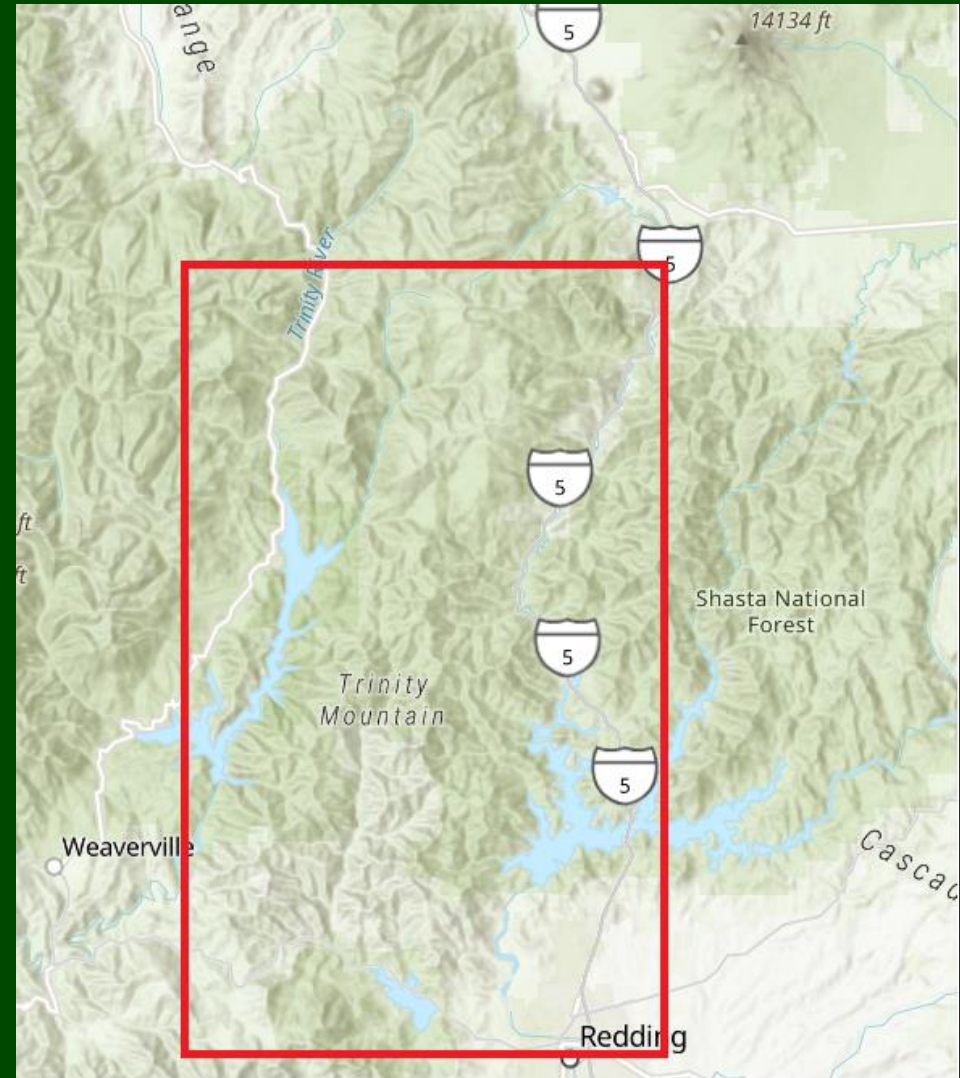 ange
5
14134 ft
Trinity River
5
5
ft
ft
Shasta National
Forest
5
Trinity
Mountain
5
Weaverville
Cascad
Redding